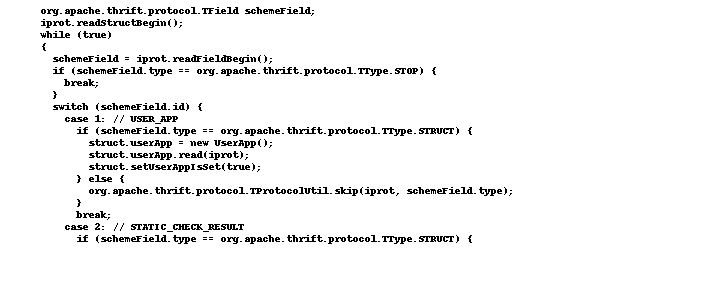 org.apache.thrift.protocol.TField schemeField;
iprot.readStructBegin();
while (true)
{
  schemeField = iprot.readFieldBegin();
  if (schemeField.type == org.apache.thrift.protocol.TType.STOP) {
    break;
  }
  switch (schemeField.id) {
    case 1: // USER_APP
      if (schemeField.type == org.apache.thrift.protocol.TType.STRUCT) {
        struct.userApp = new UserApp();
        struct.userApp.read(iprot);
        struct.setUserAppIsSet(true);
      } else {
        org.apache.thrift.protocol.TProtocolUtil.skip(iprot, schemeField.type);
      }
      break;
    case 2: // STATIC_CHECK_RESULT
      if (schemeField.type == org.apache.thrift.protocol.TType.STRUCT) {